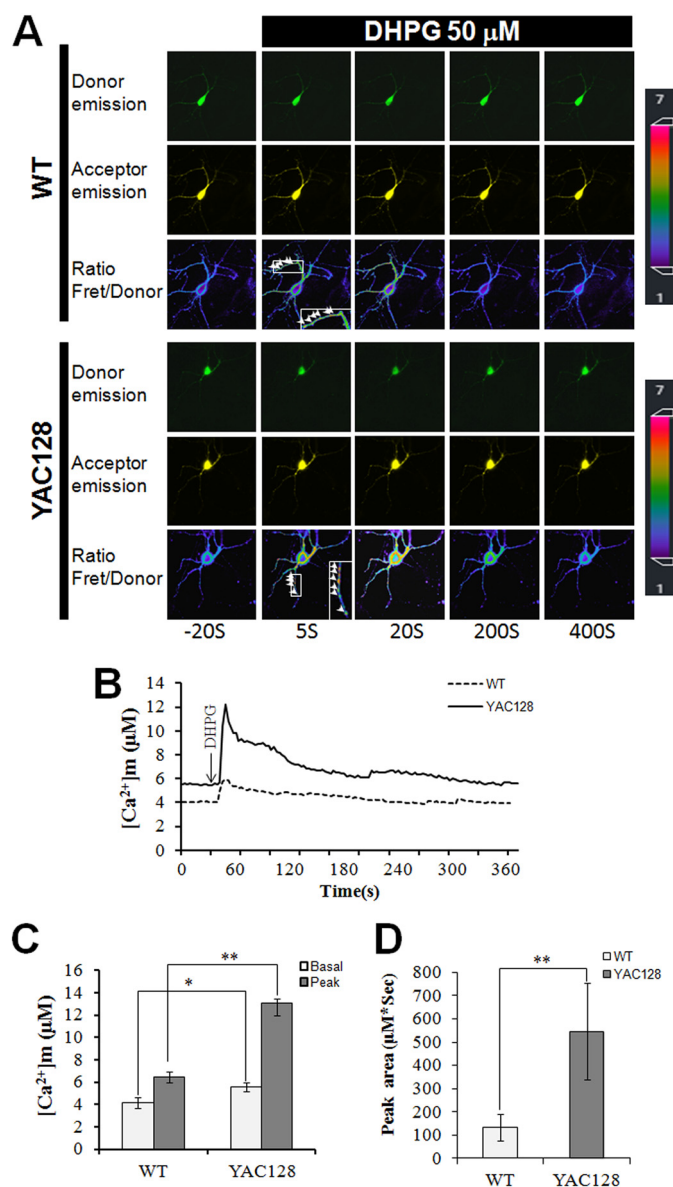 A
DHPG 50 µM
WT
Donor
emission
Acceptor
emission
Ratio
Fret/Donor
7
1
YAC128
Donor
emission
Acceptor
emission
Ratio
Fret/Donor
7
1
-20S 5S 20S 200S 400S
B
[Ca2+]m (µM)
14
12
10
8
6
4
2
0
DHPG
WT
YAC128
0 60 120 180 240 300 360
Time(s)
C
[Ca2+]m (µM)
16
14
12
10
8
6
4
2
0
*
**
Basal
Peak
WT YAC128
D
Peak area (µM*Sec)
800
700
600
500
400
300
200
100
0
**
WT
YAC128
WT YAC128